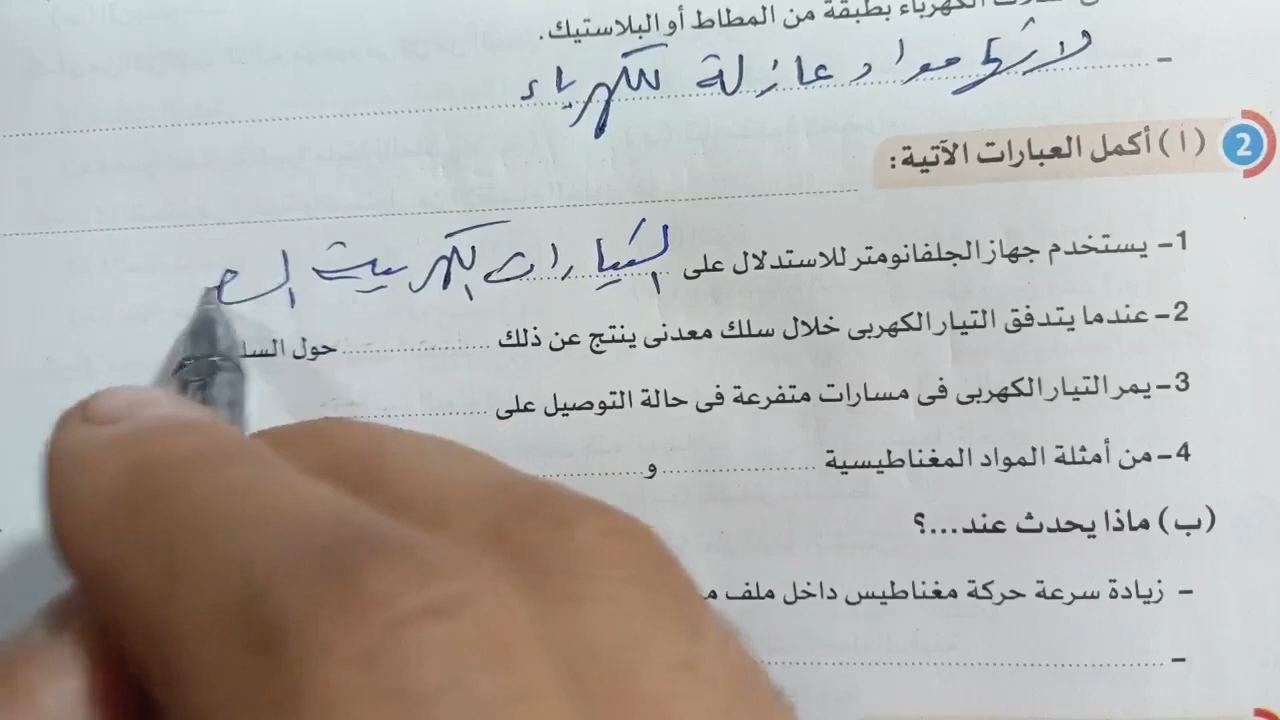 الكهرباء بطبقة من المطاط أو البلاستيك.
- لانها مواد عازلة للكهرباء
2 (ا) أكمل العبارات الآتية:
1- يستخدم جهاز الجلفانومتر للاستدلال على التيارات الكهربية
2- عندما يتدفق التيار الكهربى خلال سلك معدنى ينتج عن ذلك .................... حول
3- يمر التيار الكهربى فى مسارات متفرعة فى حالة التوصيل على ....................
4- من أمثلة المواد المغناطيسية .................... و ....................
(ب) ماذا يحدث عند...؟
- زيادة سرعة حركة مغناطيس داخل ملف
-